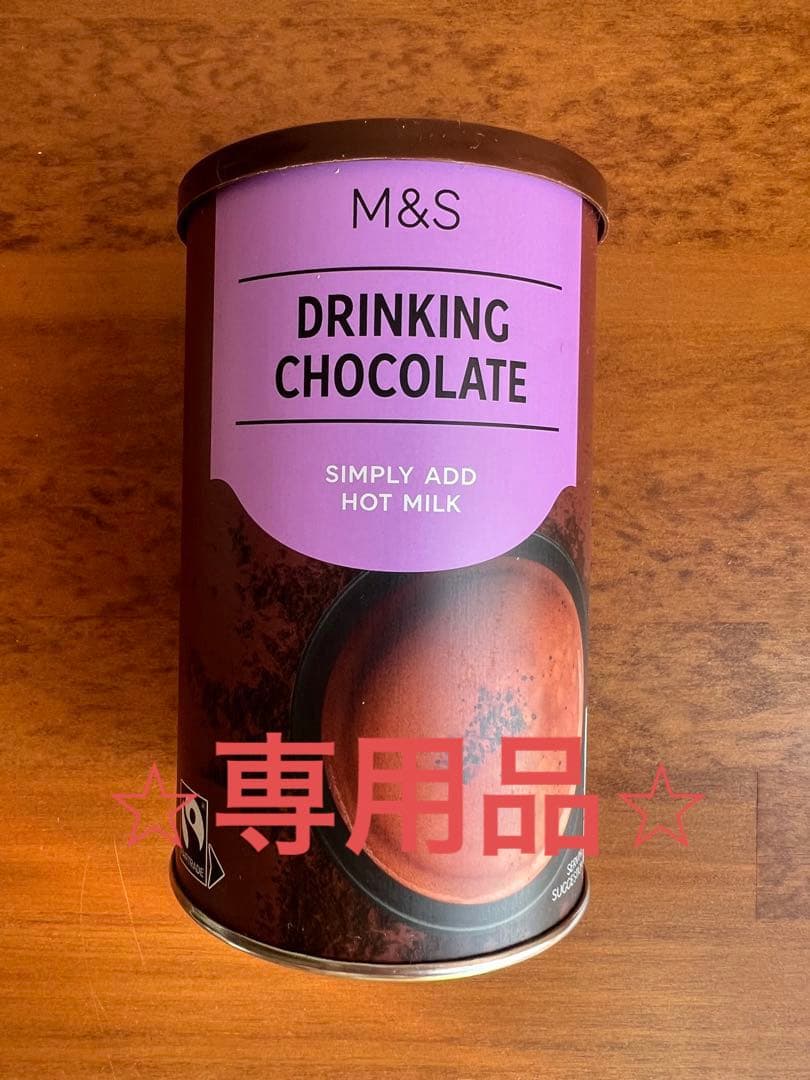 M&S
DRINKING
CHOCOLATE
SIMPLY ADD
HOT MILK
☆専用品☆